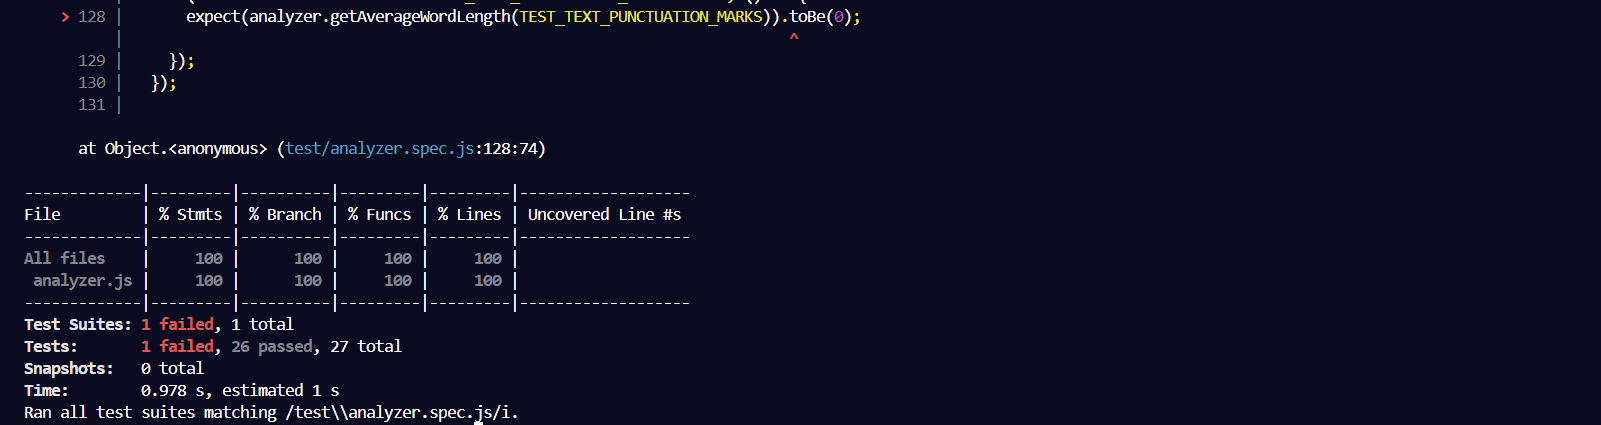 > 128 |       expect(analyzer.getAverageWordLength(TEST_TEXT_PUNCTUATION_MARKS)).toBe(0);
      |                                                                          ^
  129 |     });
  130 |   });
  131 |
at Object.<anonymous> (test/analyzer.spec.js:128:74)
-------------|---------|----------|---------|---------|-------------------
File         | % Stmts | % Branch | % Funcs | % Lines | Uncovered Line #s
-------------|---------|----------|---------|---------|-------------------
All files    |     100 |      100 |     100 |     100 |
 analyzer.js |     100 |      100 |     100 |     100 |
-------------|---------|----------|---------|---------|-------------------
Test Suites: 1 failed, 1 total
Tests:       1 failed, 26 passed, 27 total
Snapshots:   0 total
Time:        0.978 s, estimated 1 s
Ran all test suites matching /test\\analyzer.spec.js/i.